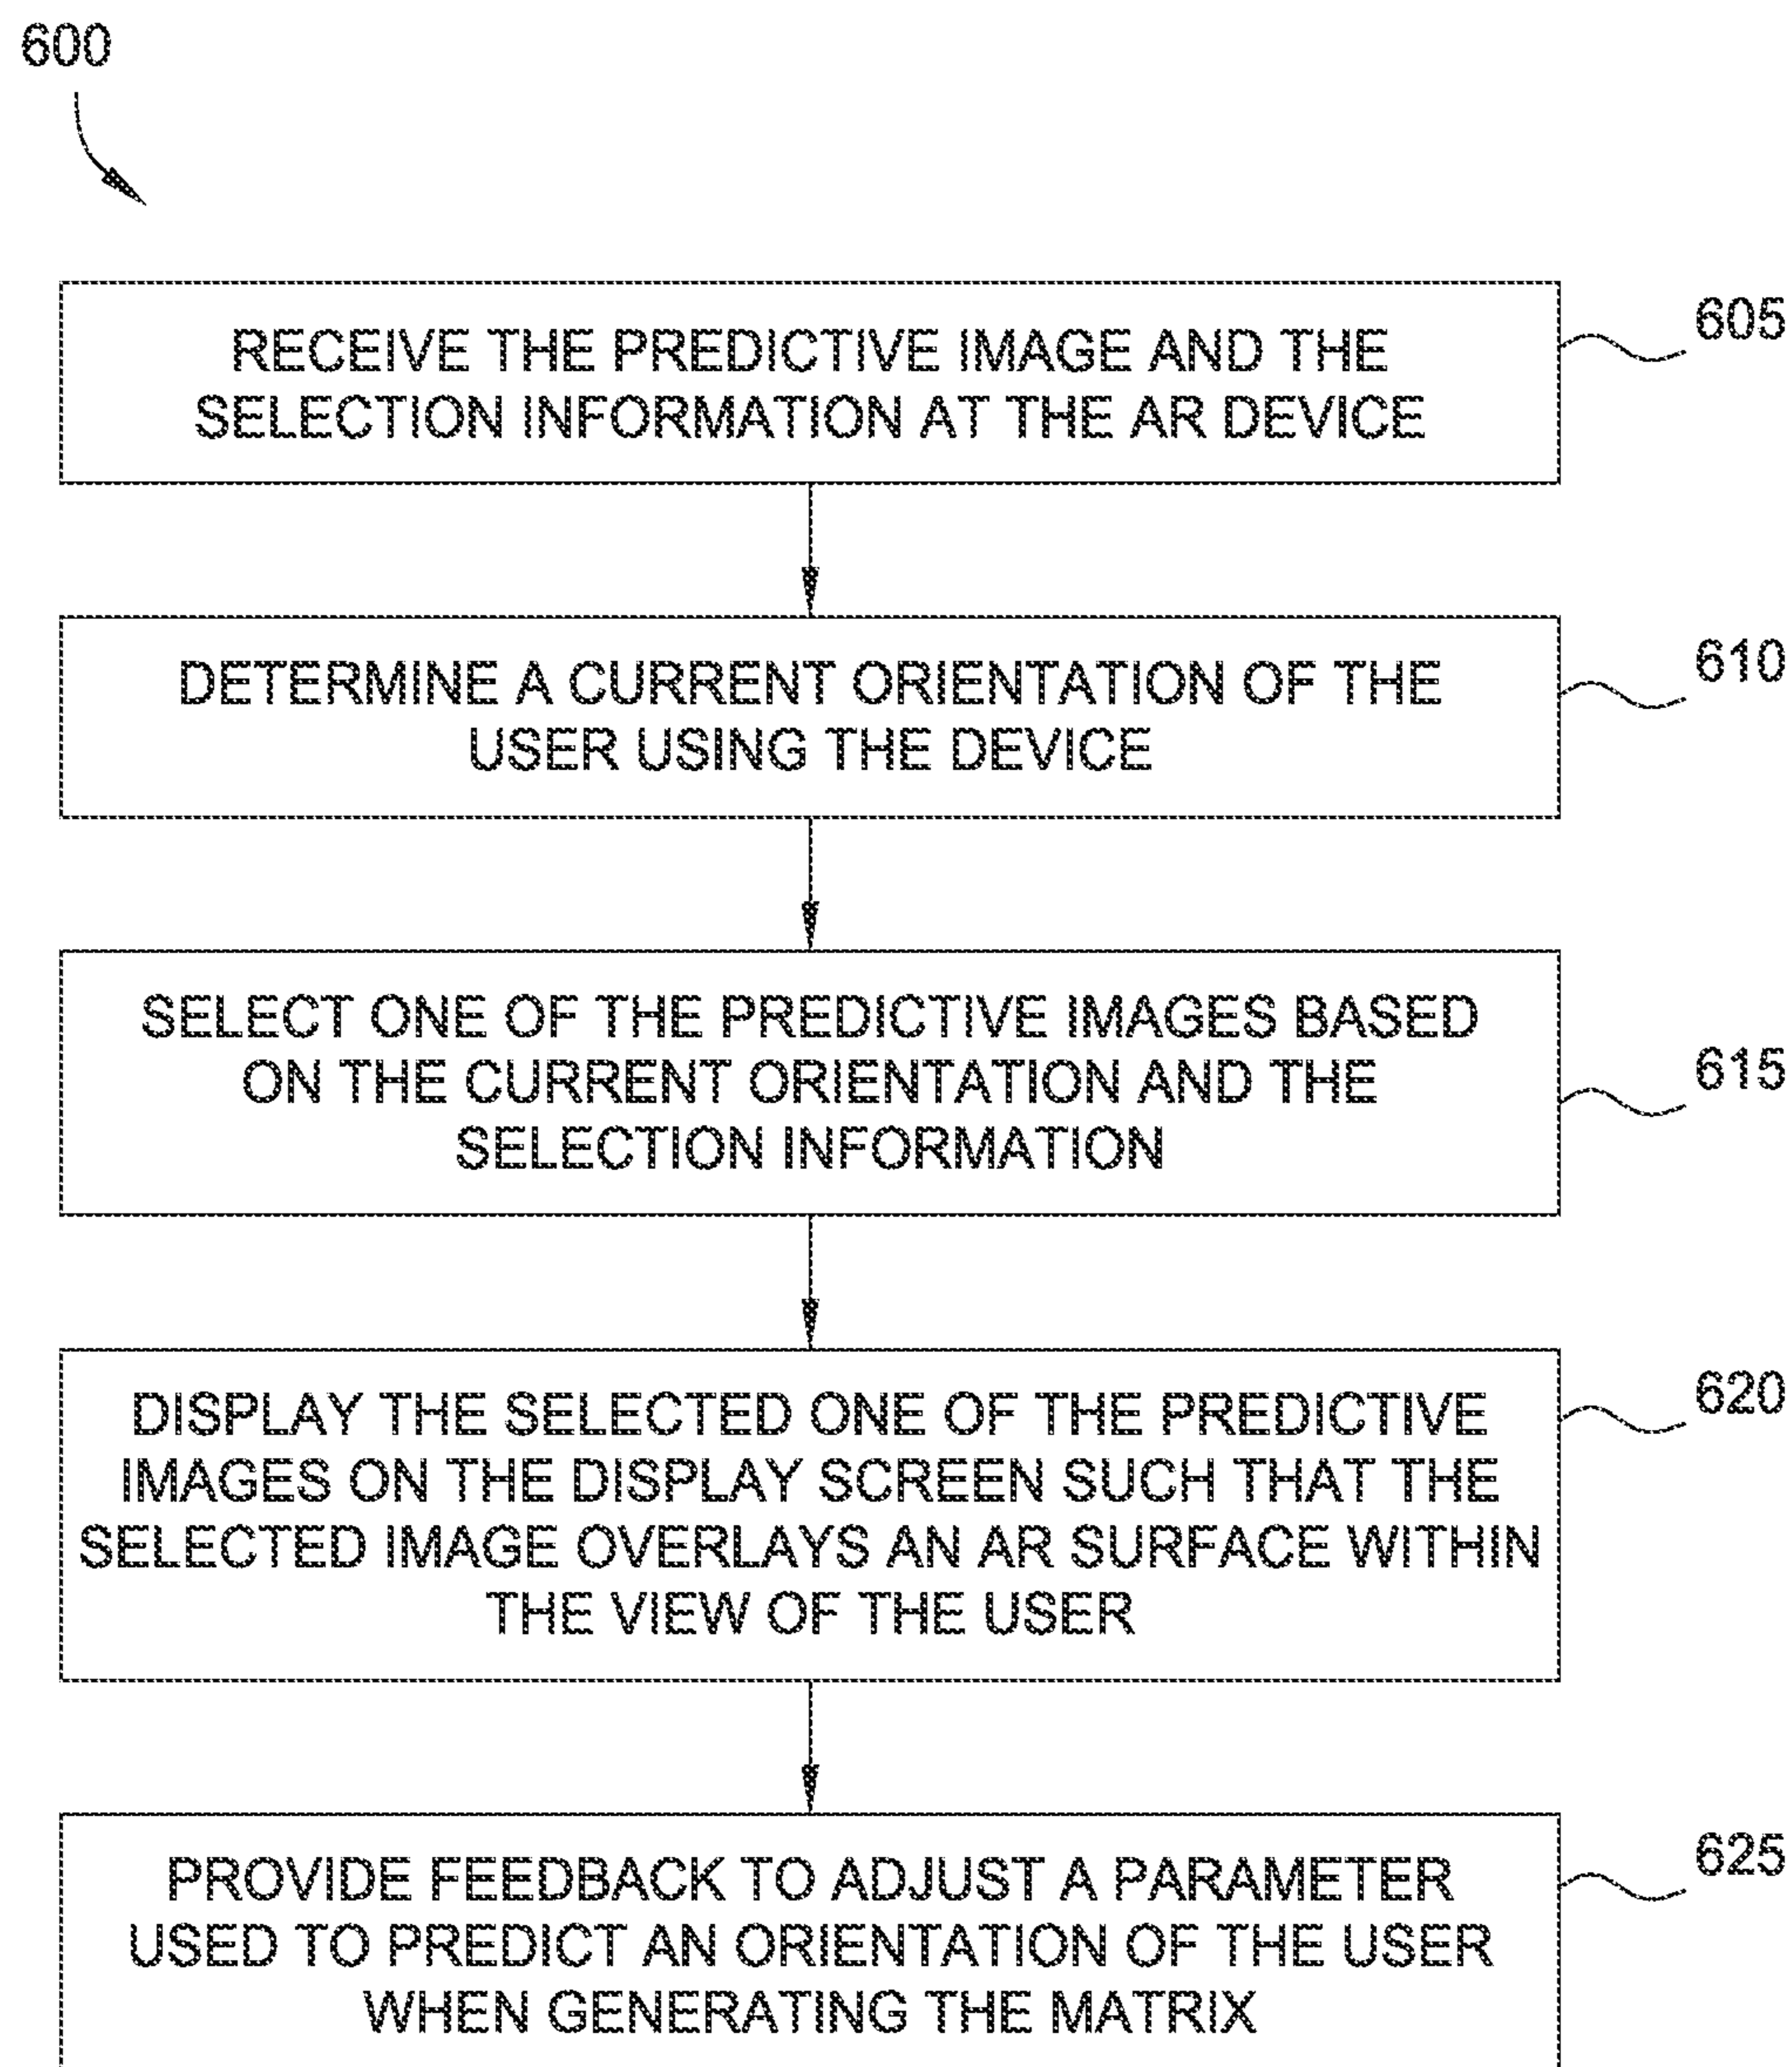 600
RECEIVE THE PREDICTIVE IMAGE AND THE
SELECTION INFORMATION AT THE AR DEVICE
605
DETERMINE A CURRENT ORIENTATION OF THE
USER USING THE DEVICE
610
SELECT ONE OF THE PREDICTIVE IMAGES BASED
ON THE CURRENT ORIENTATION AND THE
SELECTION INFORMATION
615
DISPLAY THE SELECTED ONE OF THE PREDICTIVE
IMAGES ON THE DISPLAY SCREEN SUCH THAT THE
SELECTED IMAGE OVERLAYS AN AR SURFACE WITHIN
THE VIEW OF THE USER
620
PROVIDE FEEDBACK TO ADJUST A PARAMETER
USED TO PREDICT AN ORIENTATION OF THE USER
WHEN GENERATING THE MATRIX
625